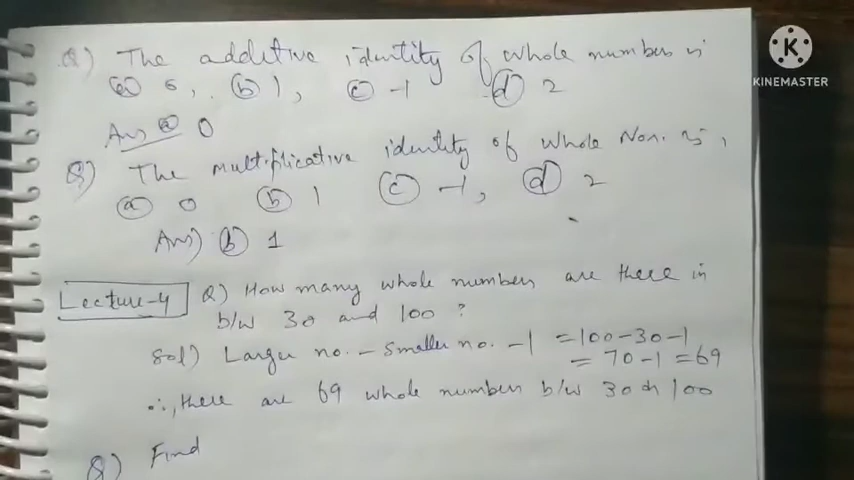 Q) The additive identity of whole numbers is
(a) 0, (b) 1, (c) -1 (d) 2
Ans (a) 0
Q) The multiplicative identity of whole Non. is,
(a) 0 (b) 1 (c) -1, (d) 2
Ans) (b) 1
Lecture-4 Q) How many whole numbers are there in
b/w 30 and 100 ?
Sol) Larger no. - Smaller no. -1 = 100-30-1
= 70-1 = 69
∴, there are 69 whole numbers b/w 30 & 100
Q) Find
K
KINEMASTER